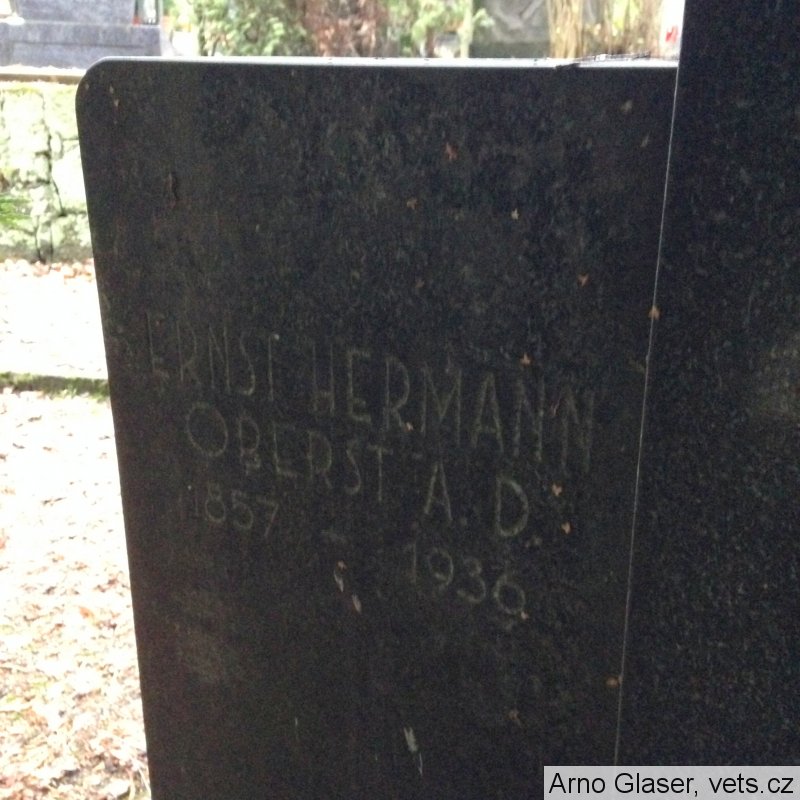 ERNST HERMANN
OBERST A. D
1857 - 1936
Arno Glaser, vets.cz